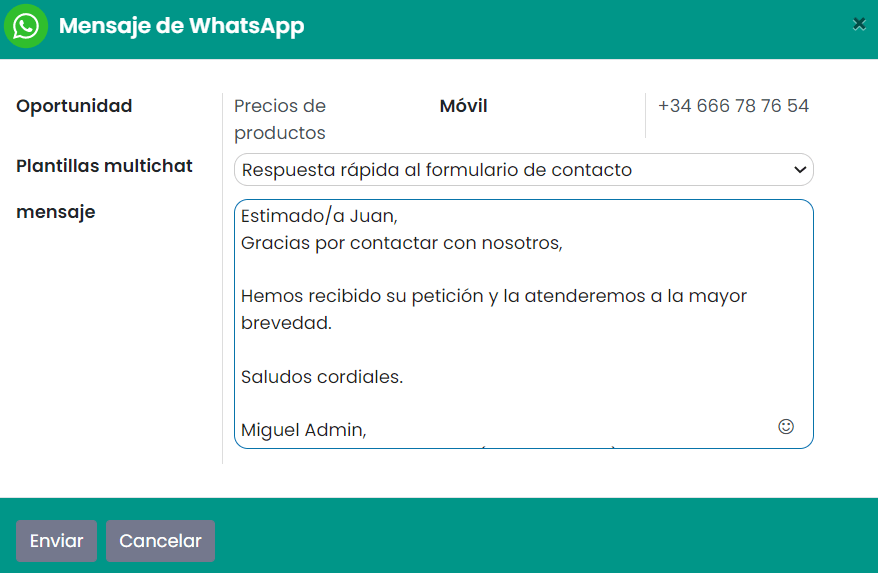 Mensaje de WhatsApp
Oportunidad
Precios de
productos
Móvil
+34 666 78 76 54
Plantillas multichat
Respuesta rápida al formulario de contacto
mensaje
Estimado/a Juan,
Gracias por contactar con nosotros,
Hemos recibido su petición y la atenderemos a la mayor
brevedad.
Saludos cordiales.
Miguel Admin,
Enviar
Cancelar